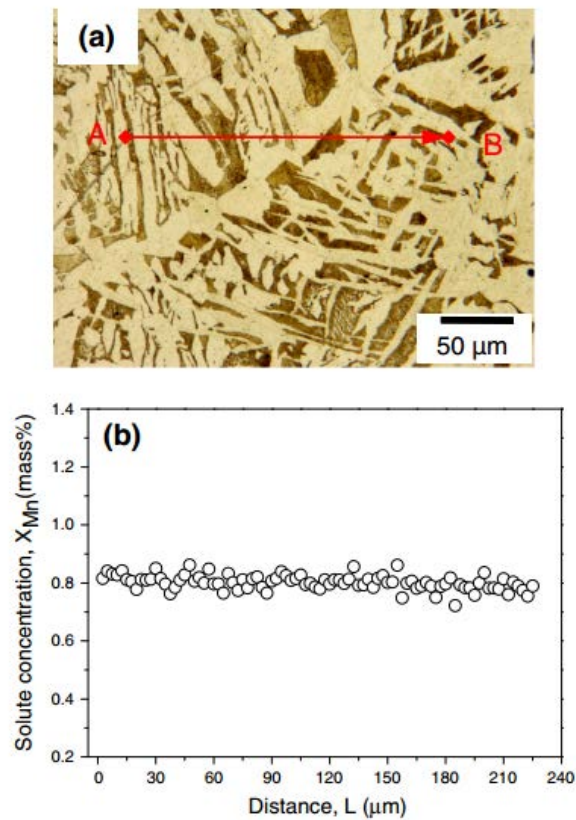 (a)
A
B
50 μm
(b)
1.4
1.2
1.0
0.8
0.6
0.4
0.2
0 30 60 90 120 150 180 210 240
Solute concentration, X_Mn(mass%)
Distance, L (μm)